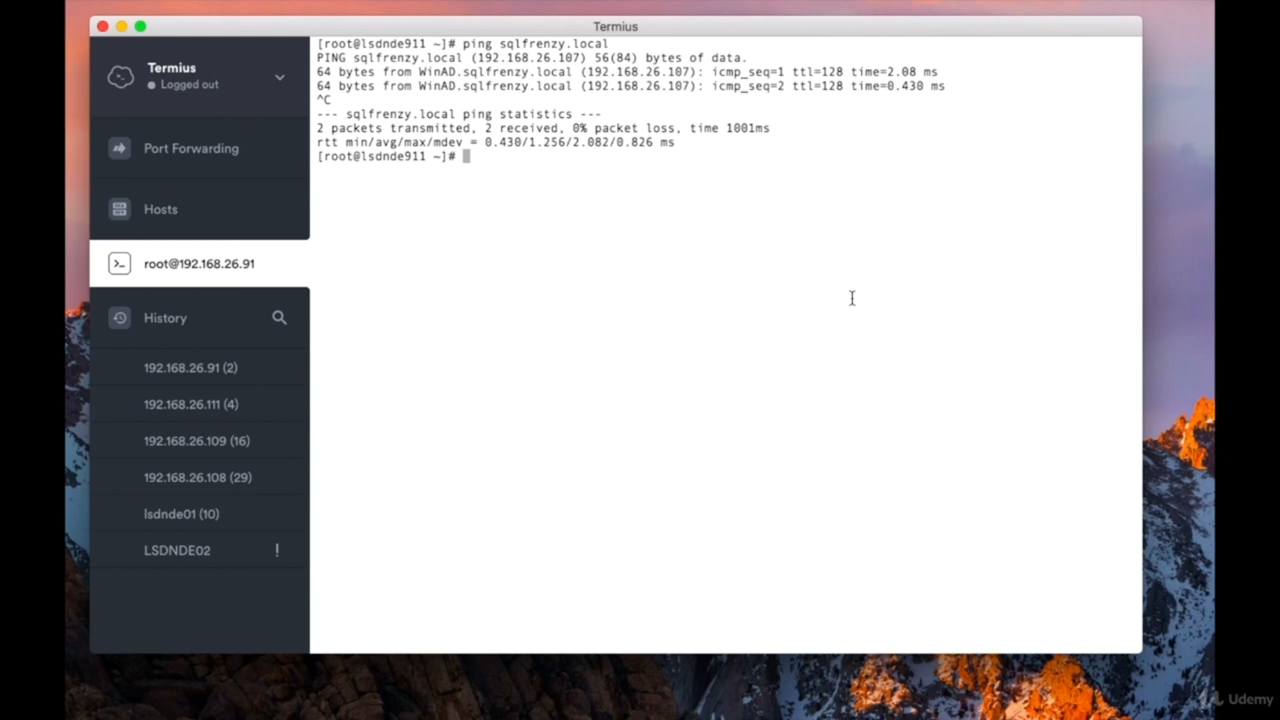 Termius
Termius
Logged out
Port Forwarding
Hosts
root@192.168.26.91
History
192.168.26.91 (2)
192.168.26.111 (4)
192.168.26.109 (16)
192.168.26.108 (29)
lsdnde01 (10)
LSDNDE02 !
[root@lsdnde911 ~]# ping sqlfrenzy.local
PING sqlfrenzy.local (192.168.26.107) 56(84) bytes of data.
64 bytes from WinAD.sqlfrenzy.local (192.168.26.107): icmp_seq=1 ttl=128 time=2.08 ms
64 bytes from WinAD.sqlfrenzy.local (192.168.26.107): icmp_seq=2 ttl=128 time=0.430 ms
^C
--- sqlfrenzy.local ping statistics ---
2 packets transmitted, 2 received, 0% packet loss, time 1001ms
rtt min/avg/max/mdev = 0.430/1.256/2.082/0.826 ms
[root@lsdnde911 ~]#
Udemy